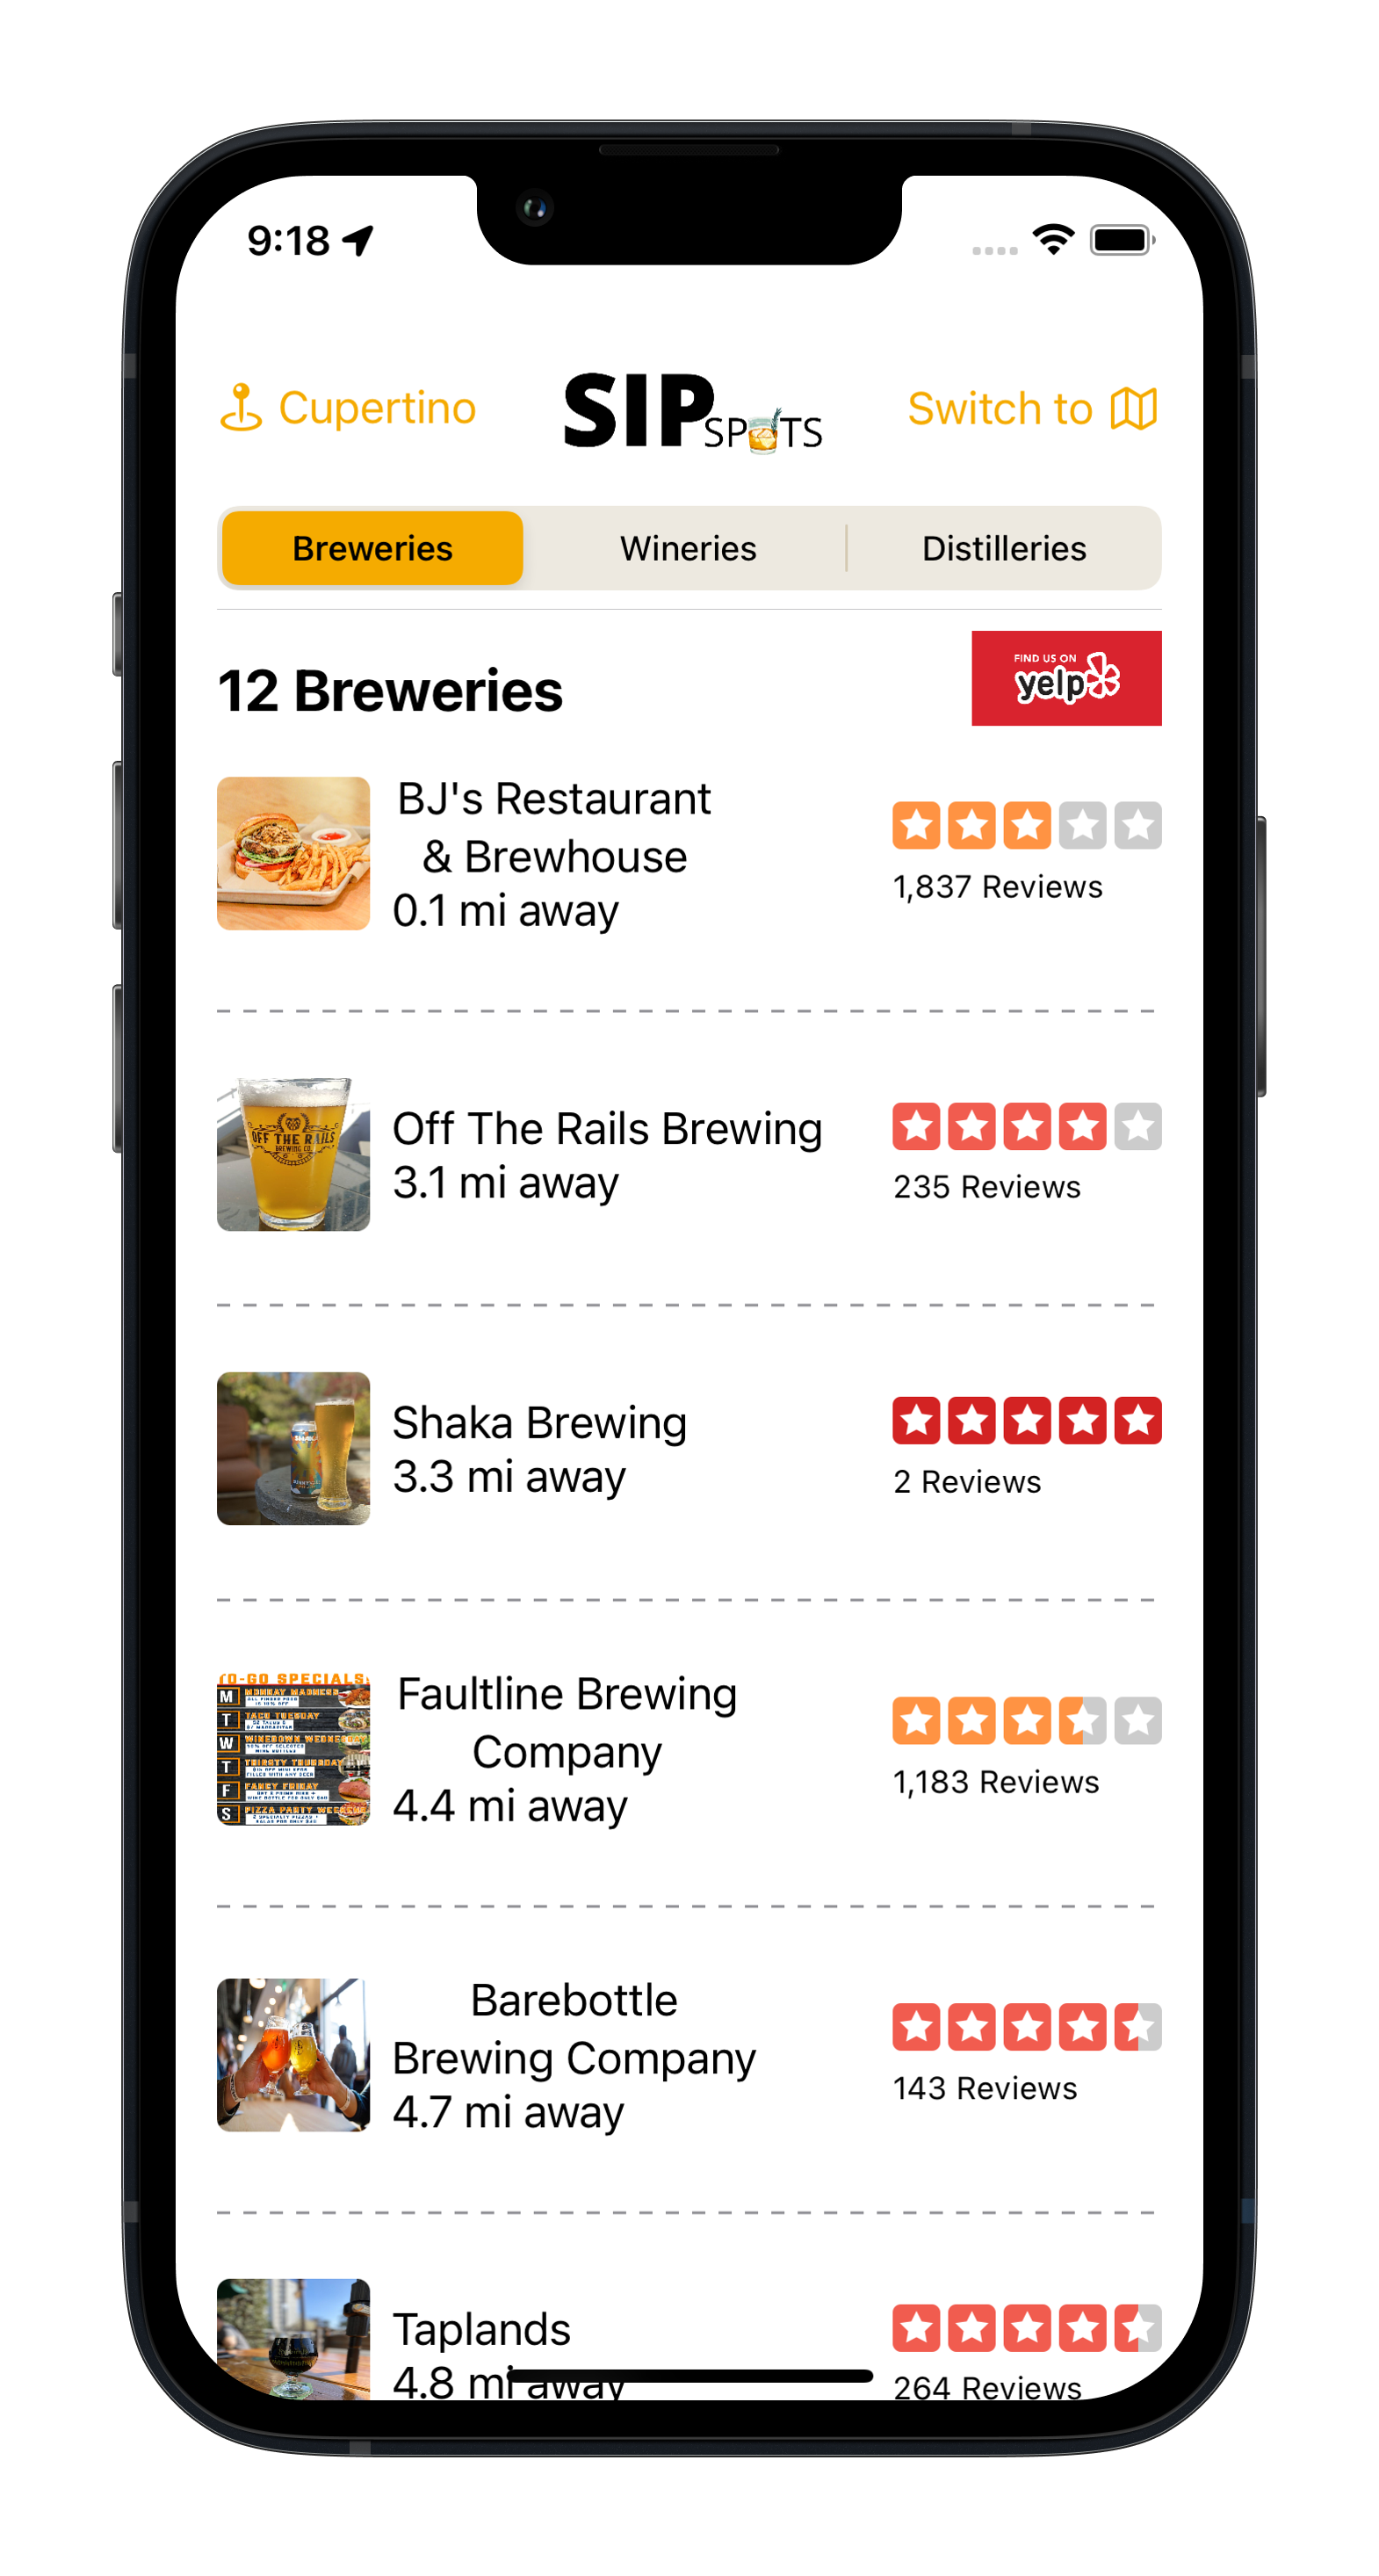 9:18
Cupertino
SIP SPOTS
Switch to
Breweries
Wineries
Distilleries
12 Breweries
FIND US ON
yelp
BJ's Restaurant
& Brewhouse
0.1 mi away
1,837 Reviews
OFF THE RAILS
BREWING CO.
Off The Rails Brewing
3.1 mi away
235 Reviews
SHAKA
Shaka Brewing
3.3 mi away
2 Reviews
TO-GO SPECIALS
M MONDAY MADNESS
T TACO TUESDAY
W WINEDOWN WEDNESDAY
T THIRSTY THURSDAY
F FANCY FRIDAY
S PIZZA PARTY WEEKEND
Faultline Brewing
Company
4.4 mi away
1,183 Reviews
Barebottle
Brewing Company
4.7 mi away
143 Reviews
Taplands
4.8 mi away
264 Reviews